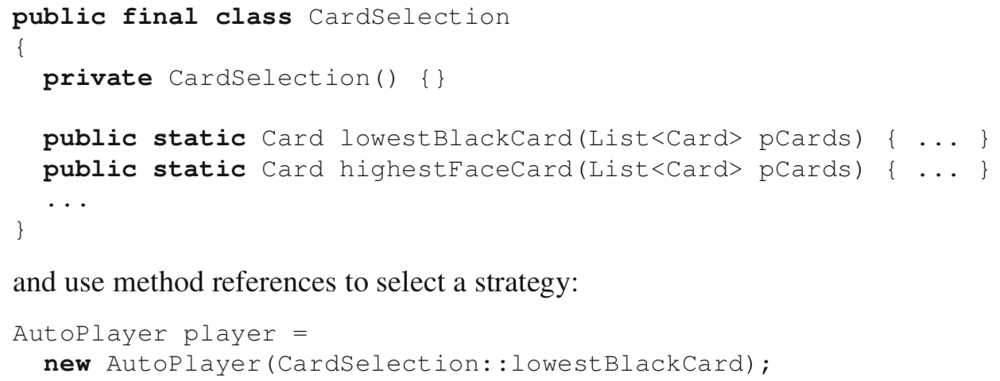 public final class CardSelection
{
  private CardSelection() {}

  public static Card lowestBlackCard(List<Card> pCards) { ... }
  public static Card highestFaceCard(List<Card> pCards) { ... }
  ...
}
and use method references to select a strategy:
AutoPlayer player =
  new AutoPlayer(CardSelection::lowestBlackCard);